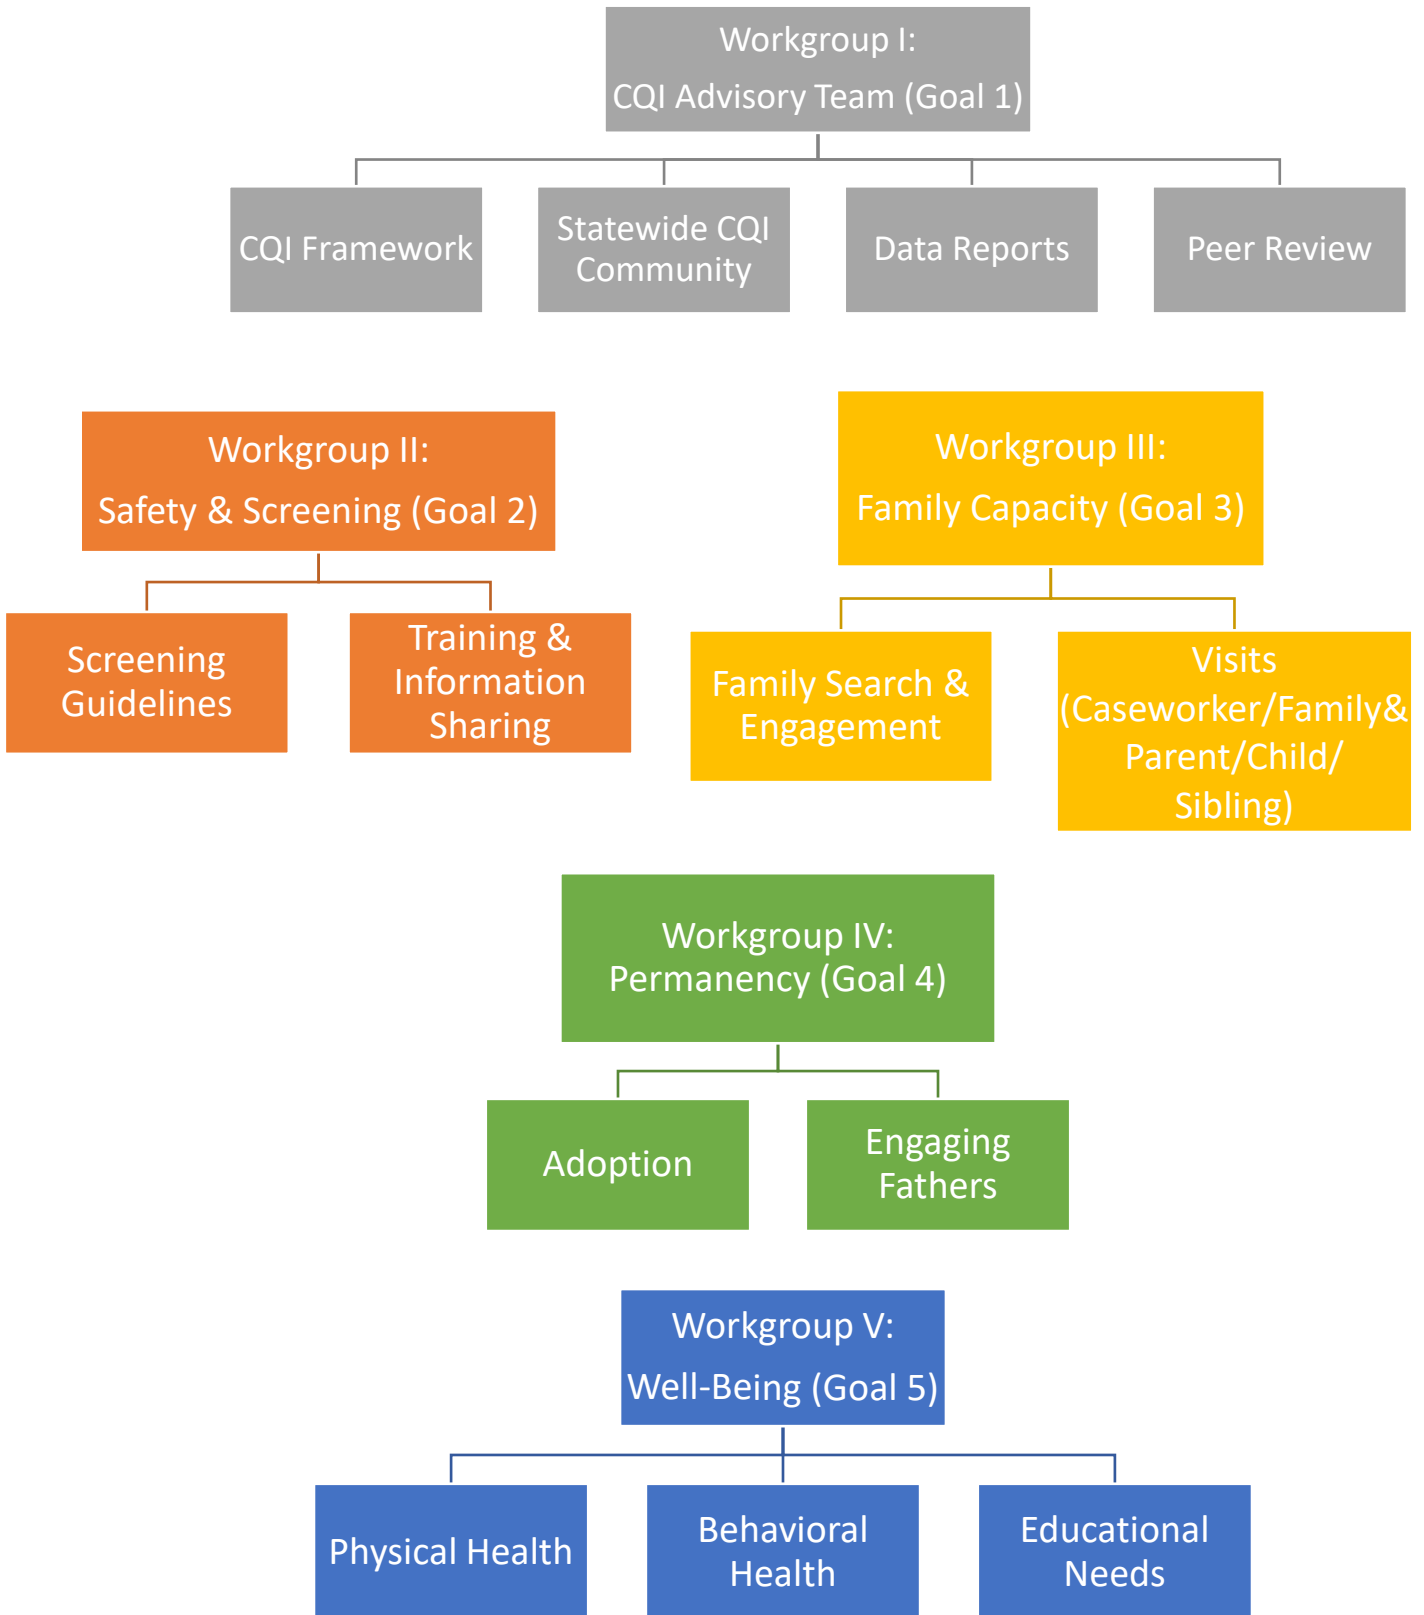 Workgroup I:
CQI Advisory Team (Goal 1)
CQI Framework
Statewide CQI
Community
Data Reports
Peer Review
Workgroup II:
Safety & Screening (Goal 2)
Screening
Guidelines
Training &
Information
Sharing
Workgroup III:
Family Capacity (Goal 3)
Family Search &
Engagement
Visits
(Caseworker/Family&
Parent/Child/
Sibling)
Workgroup IV:
Permanency (Goal 4)
Adoption
Engaging
Fathers
Workgroup V:
Well-Being (Goal 5)
Physical Health
Behavioral
Health
Educational
Needs